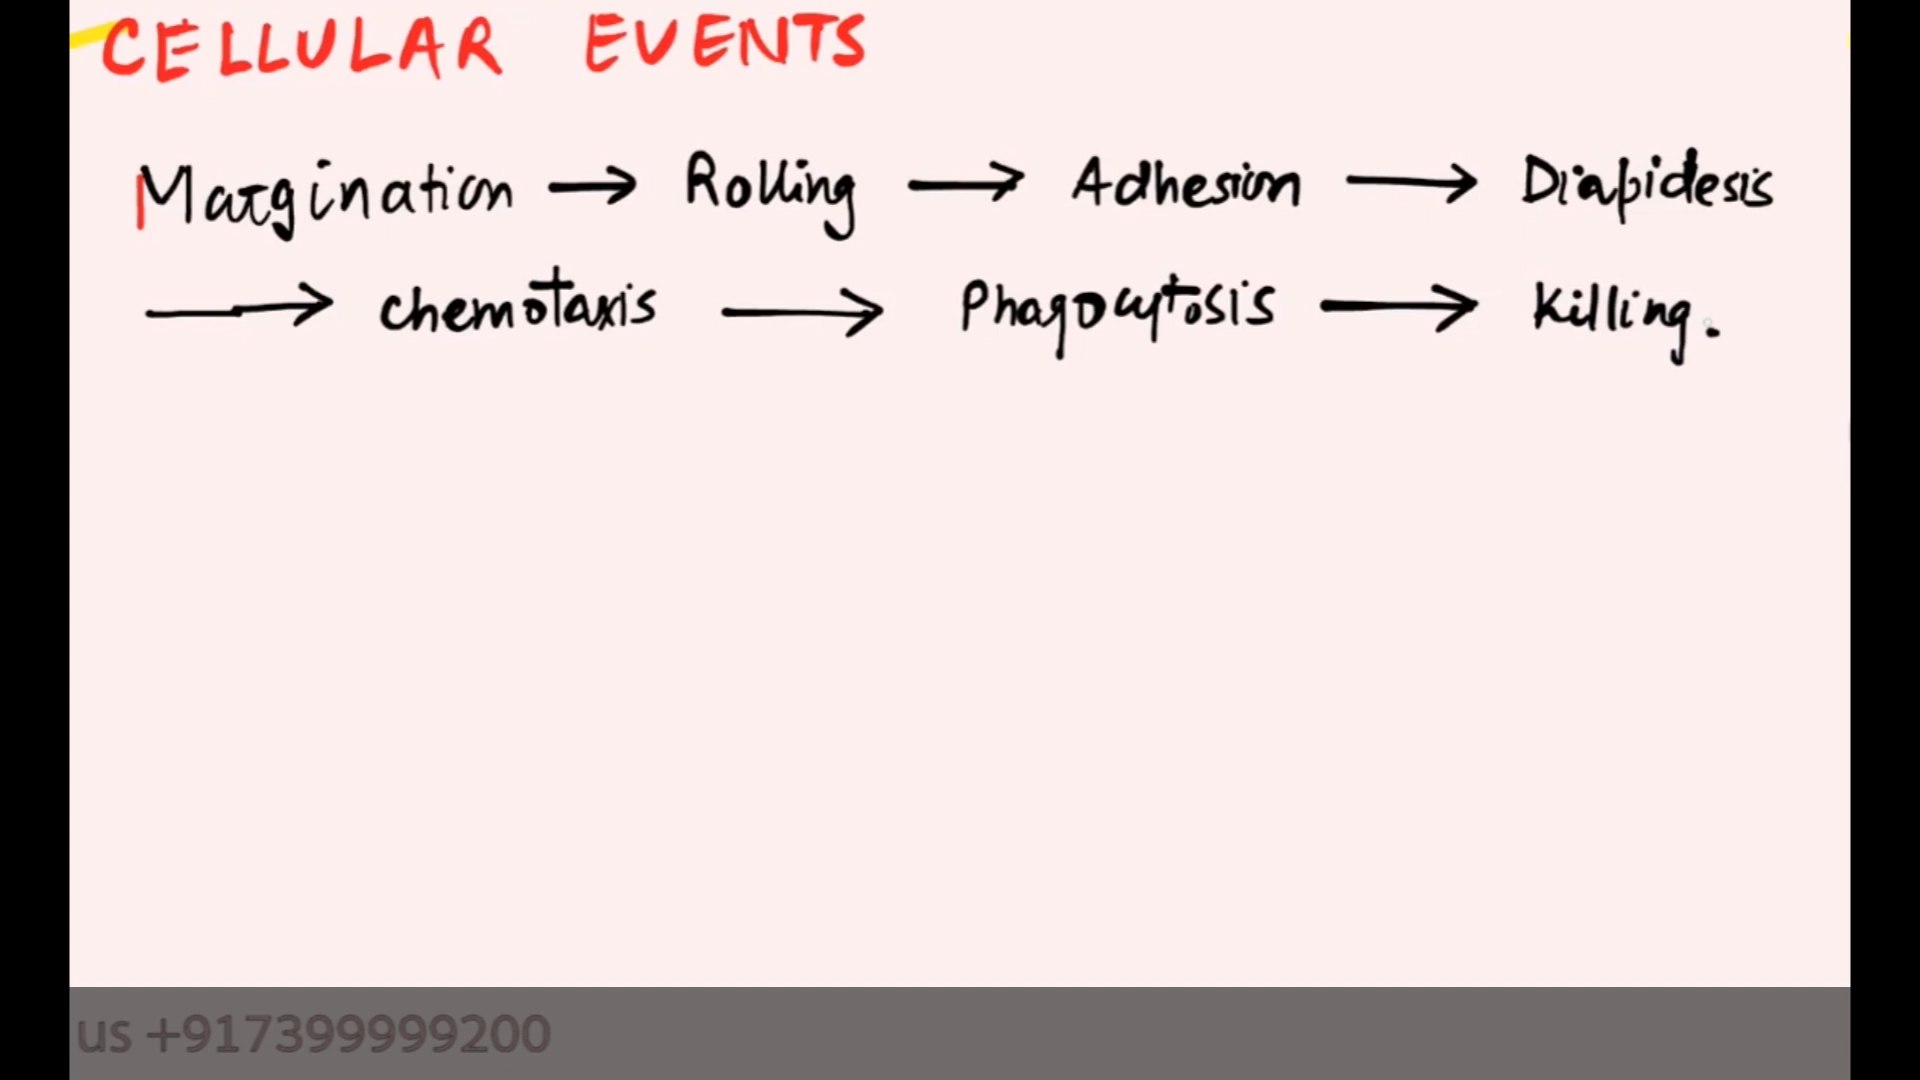 CELLULAR EVENTS
Margination → Rolling → Adhesion → Diapidesis
→ chemotaxis → Phagocytosis → Killing.
us +917399999200